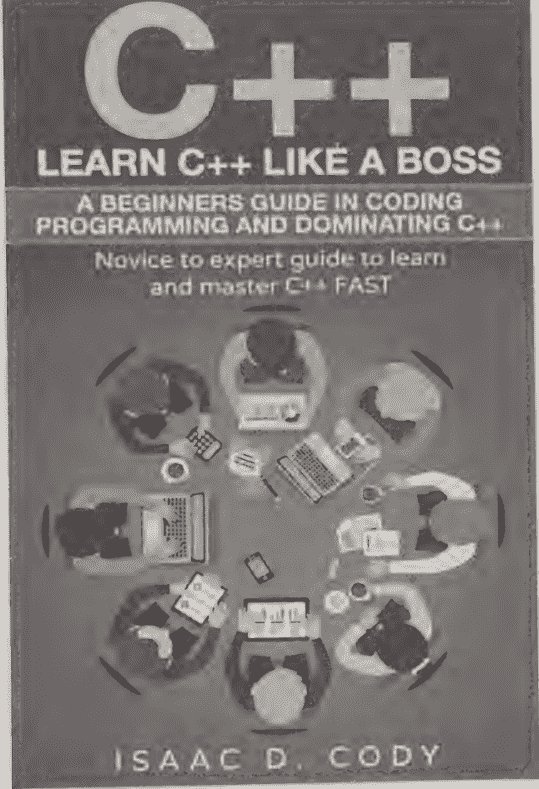 C++
LEARN C++ LIKE A BOSS
A BEGINNERS GUIDE IN CODING
PROGRAMMING AND DOMINATING C++
Novice to expert guide to learn
and master C++ FAST
ISAAC D. CODY